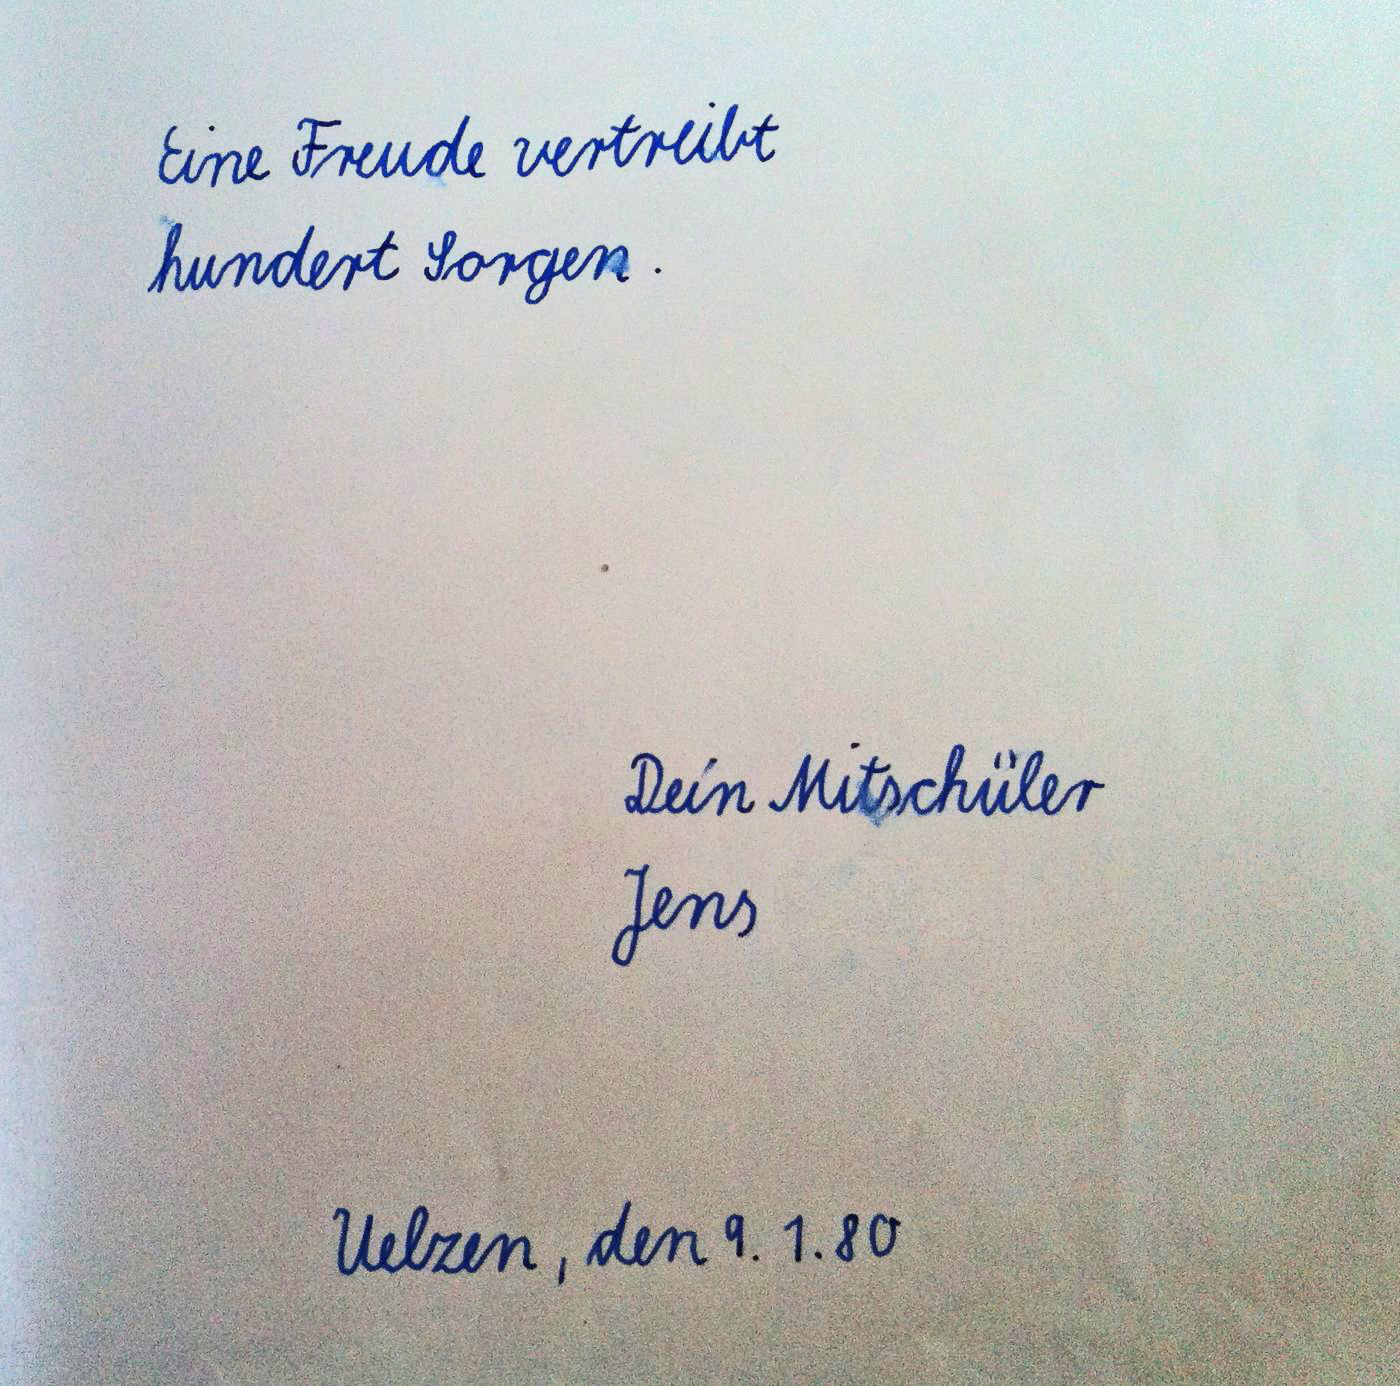 Eine Freude vertreibt
hundert Sorgen.
Dein Mitschüler
Jens
Uelzen, den 9.1.80